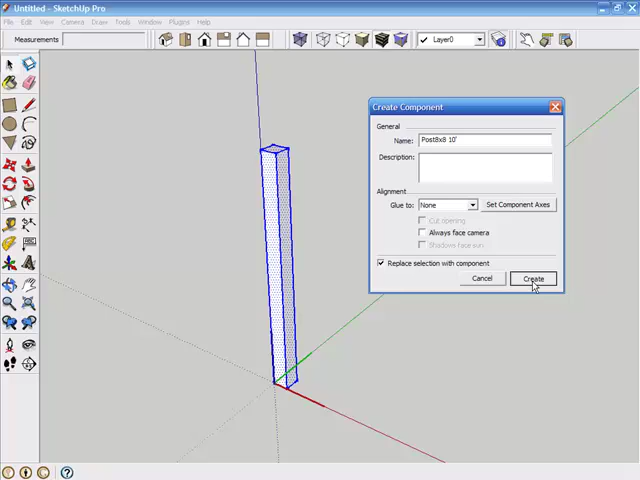 Untitled - SketchUp Pro
File Edit View Camera Draw Tools Window Plugins Help
Measurements
Layer0
Create Component
General
Name: Post8x8 10'
Description:
Alignment
Glue to: None Set Component Axes
Cut opening
Always face camera
Shadows face sun
Replace selection with component
Cancel Create